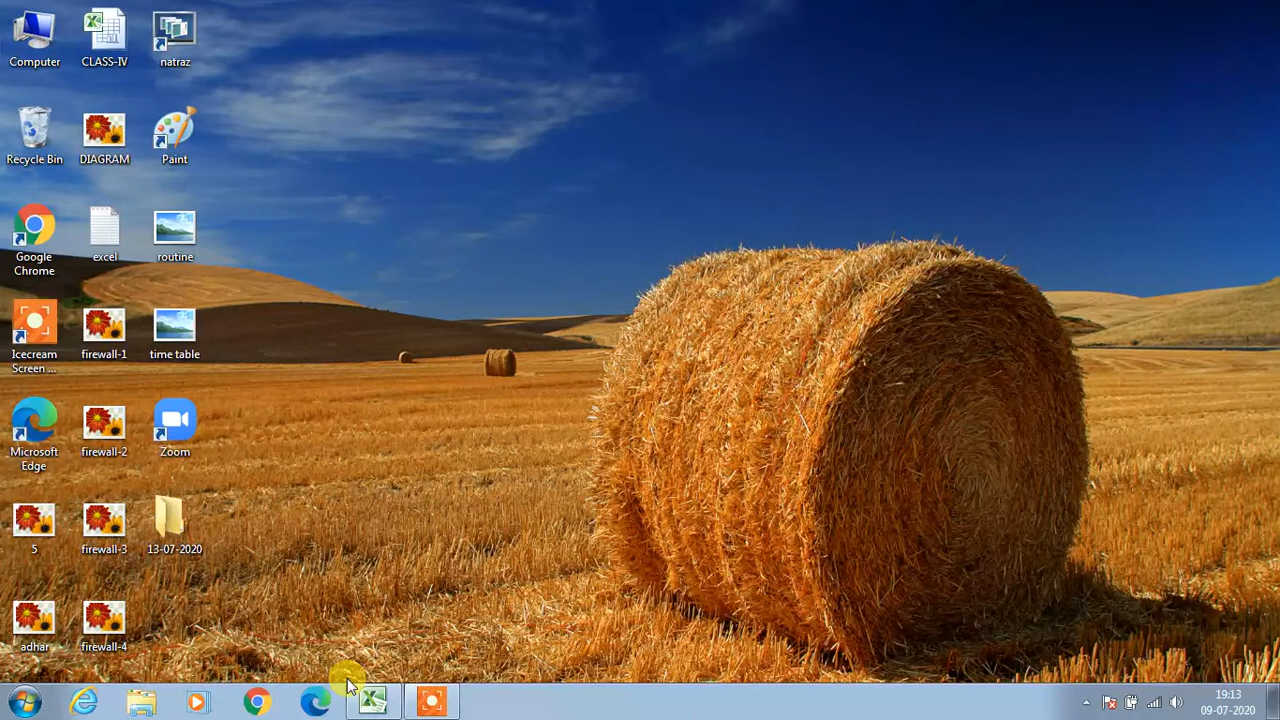 Computer
CLASS-IV
natraz
Recycle Bin
DIAGRAM
Paint
Google
Chrome
excel
routine
Icecream
Screen ...
firewall-1
time table
Microsoft
Edge
firewall-2
Zoom
5
firewall-3
13-07-2020
adhar
firewall-4
19:13
09-07-2020